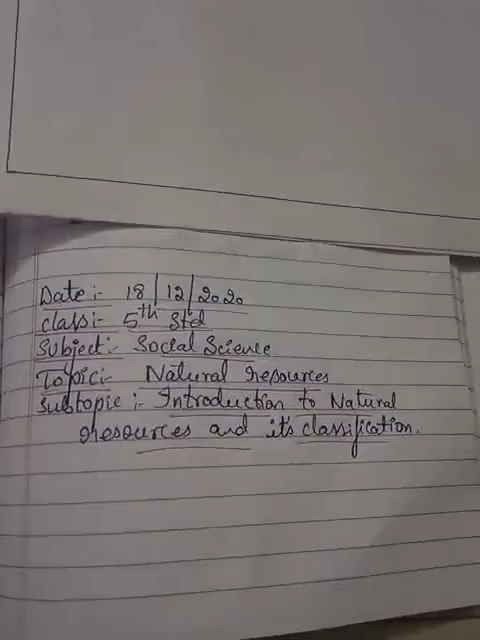 Date:- 18/12/2020
class:- 5th Std
Subject:- Social Science
Topic:- Natural resources
Subtopic:- Introduction to Natural
resources and it's classification.